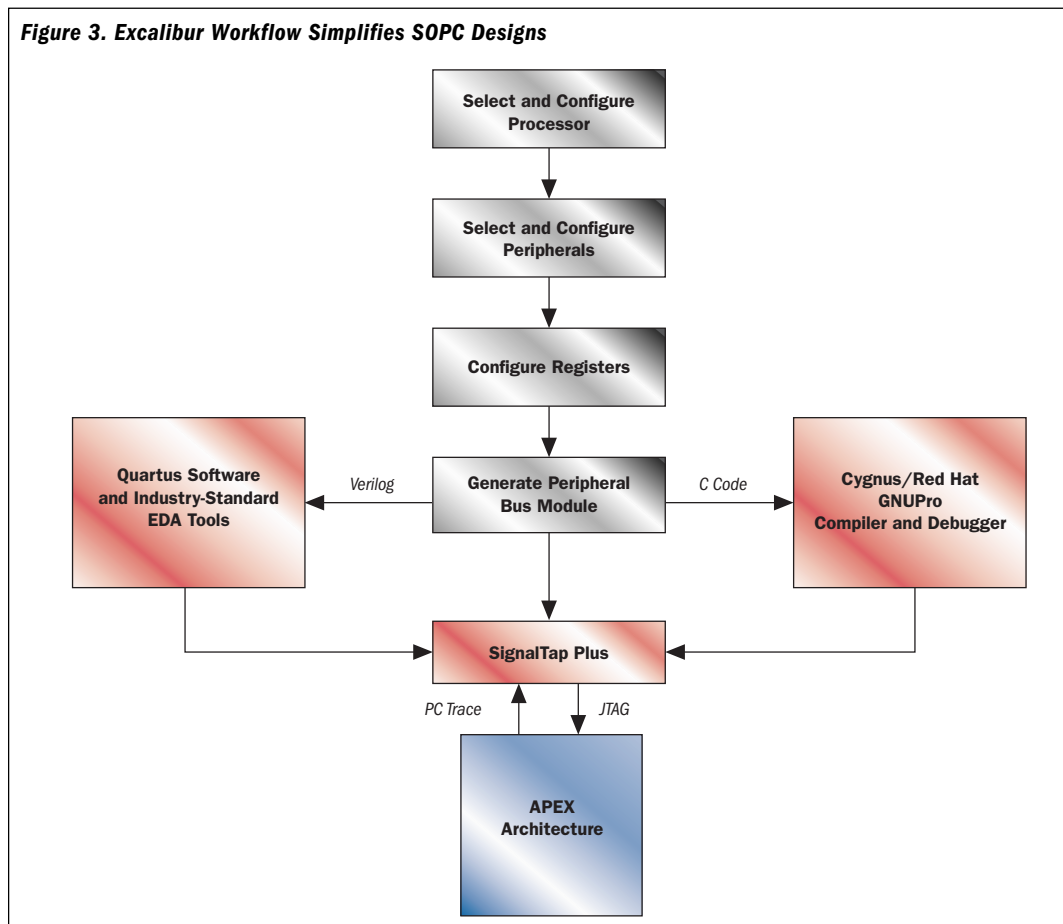 Figure 3. Excalibur Workflow Simplifies SOPC Designs
Select and Configure
Processor
Select and Configure
Peripherals
Configure Registers
Quartus Software
and Industry-Standard
EDA Tools
Verilog
Generate Peripheral
Bus Module
C Code
Cygnus/Red Hat
GNUPro
Compiler and Debugger
SignalTap Plus
PC Trace
JTAG
APEX
Architecture